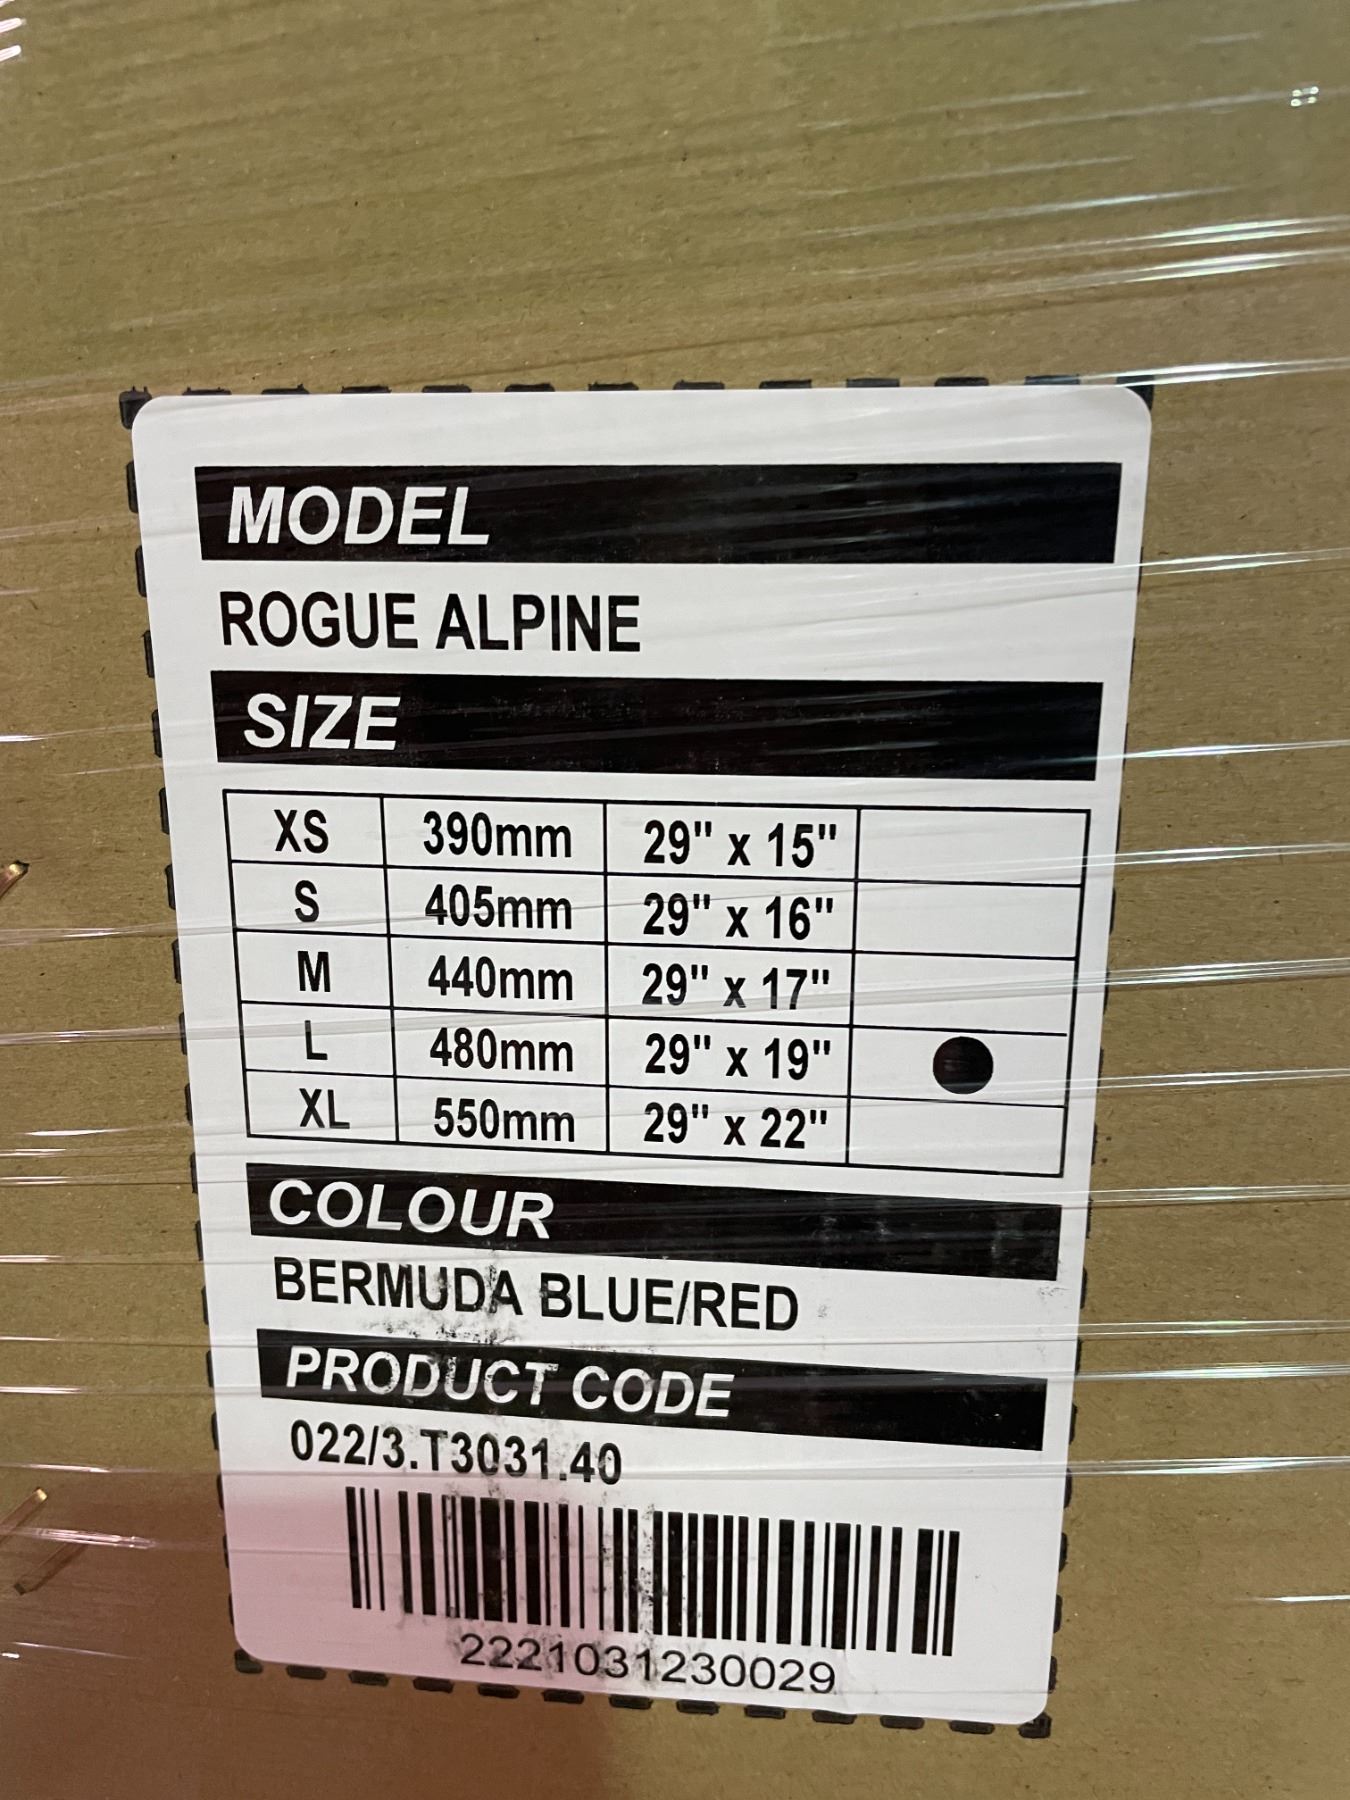 MODEL
ROGUE ALPINE
SIZE
XS 390mm 29" x 15"
S 405mm 29" x 16"
M 440mm 29" x 17"
L 480mm 29" x 19" ●
XL 550mm 29" x 22"
COLOUR
BERMUDA BLUE/RED
PRODUCT CODE
022/3.T3031.40
2221031230029